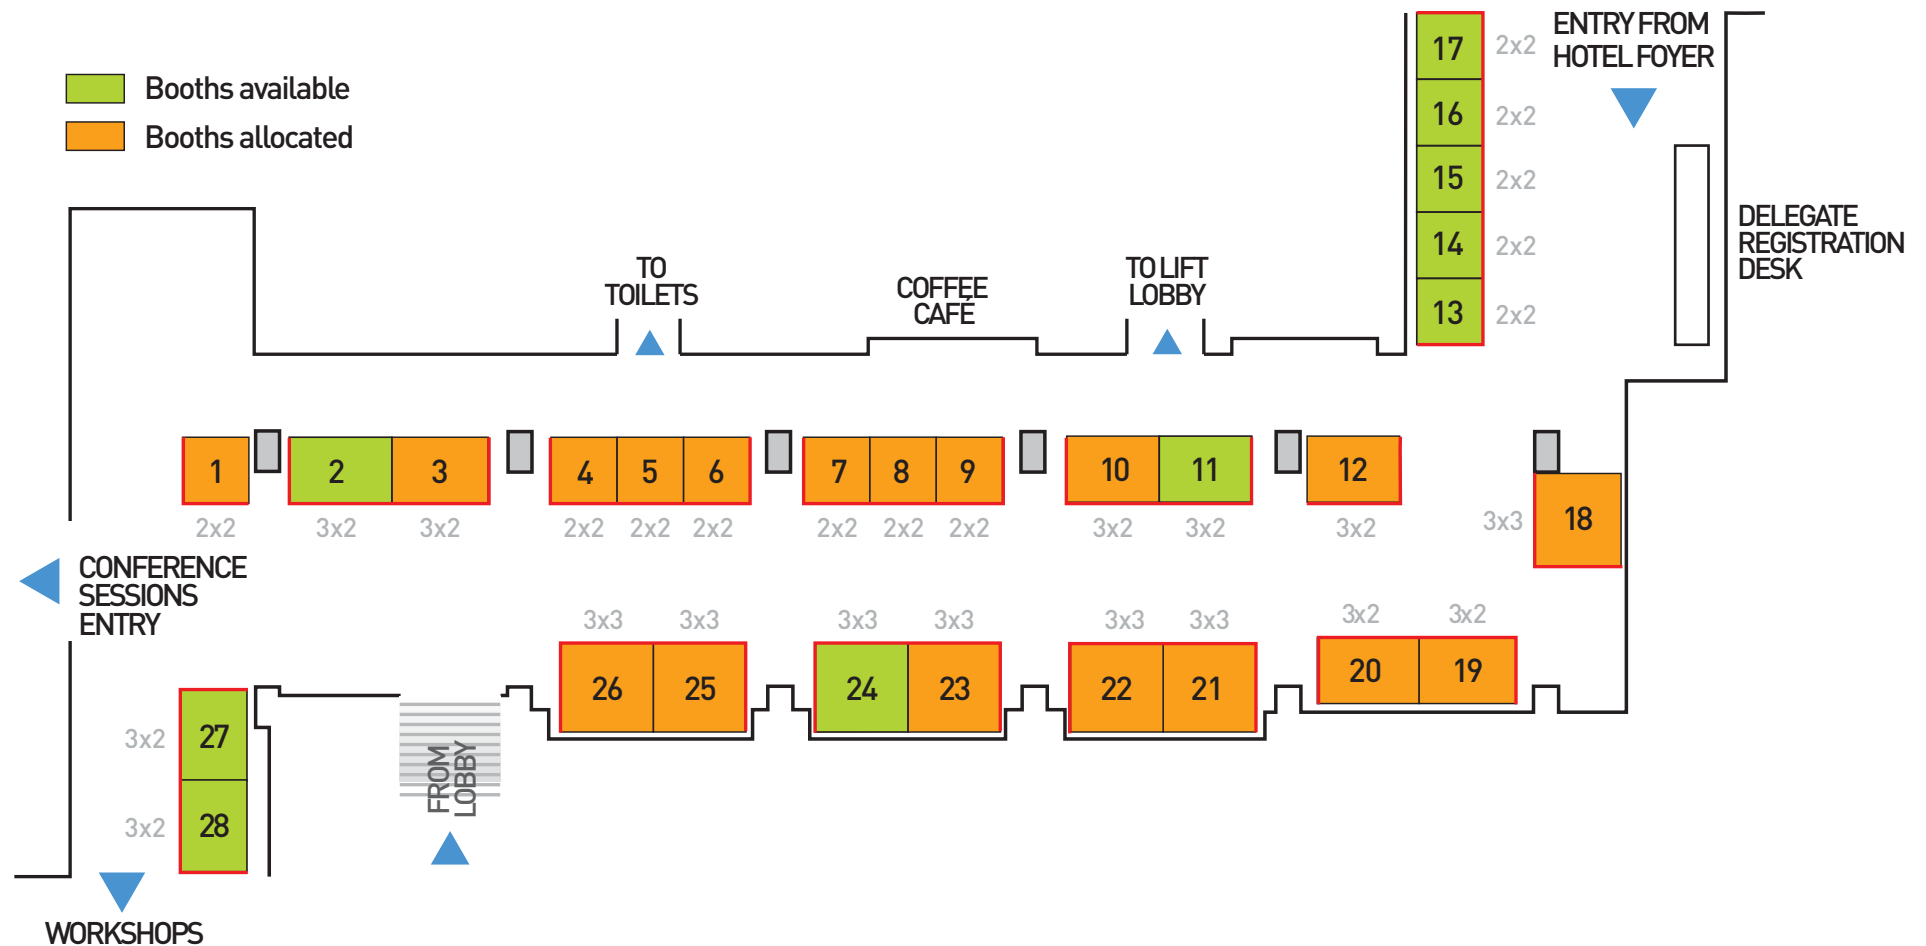 Booths available
Booths allocated
17 2x2
16 2x2
15 2x2
14 2x2
13 2x2
ENTRY FROM
HOTEL FOYER
DELEGATE
REGISTRATION
DESK
TO
TOILETS
COFFEE
CAFÉ
TO LIFT
LOBBY
1 2 3 4 5 6 7 8 9 10 11 12
2x2 3x2 3x2 2x2 2x2 2x2 2x2 2x2 2x2 3x2 3x2 3x2
3x3 18
CONFERENCE
SESSIONS
ENTRY
3x3 3x3 3x3 3x3 3x3 3x3 3x2 3x2
26 25 24 23 22 21 20 19
3x2 27
3x2 28
FROM
LOBBY
WORKSHOPS